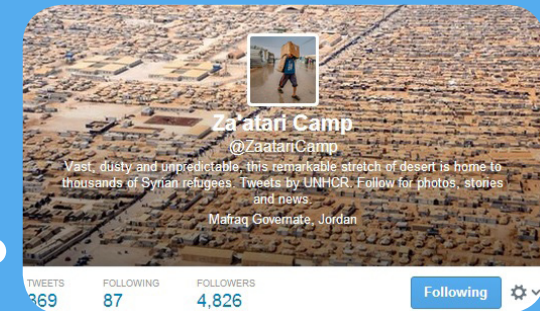 Za'atari Camp
@ZaatariCamp
Vast, dusty and unpredictable, this remarkable stretch of desert is home to
thousands of Syrian refugees. Tweets by UNHCR. Follow for photos, stories
and news.
Mafraq Governate, Jordan
TWEETS FOLLOWING FOLLOWERS
369 87 4,826 Following